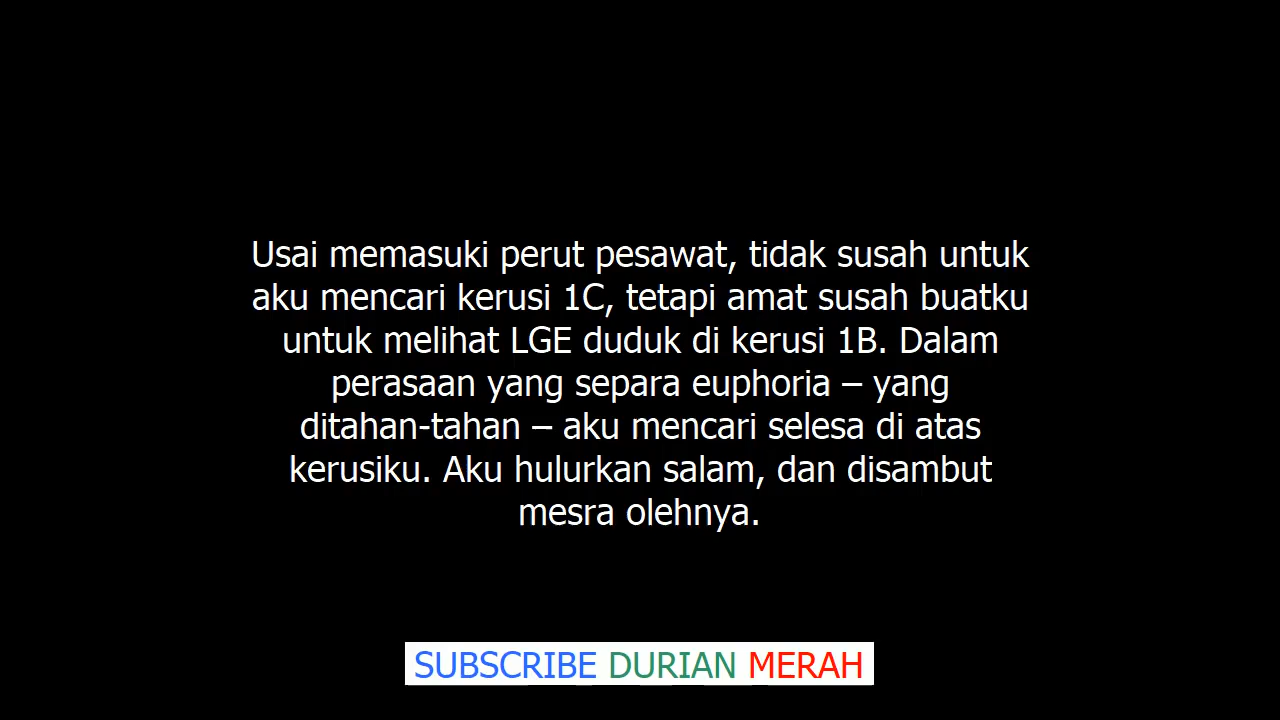 Usai memasuki perut pesawat, tidak susah untuk
aku mencari kerusi 1C, tetapi amat susah buatku
untuk melihat LGE duduk di kerusi 1B. Dalam
perasaan yang separa euphoria – yang
ditahan-tahan – aku mencari selesa di atas
kerusiku. Aku hulurkan salam, dan disambut
mesra olehnya.
SUBSCRIBE DURIAN MERAH